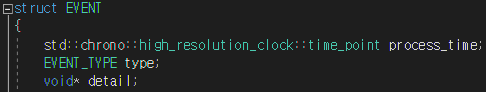 struct EVENT
{
std::chrono::high_resolution_clock::time_point process_time;
EVENT_TYPE type;
void* detail;